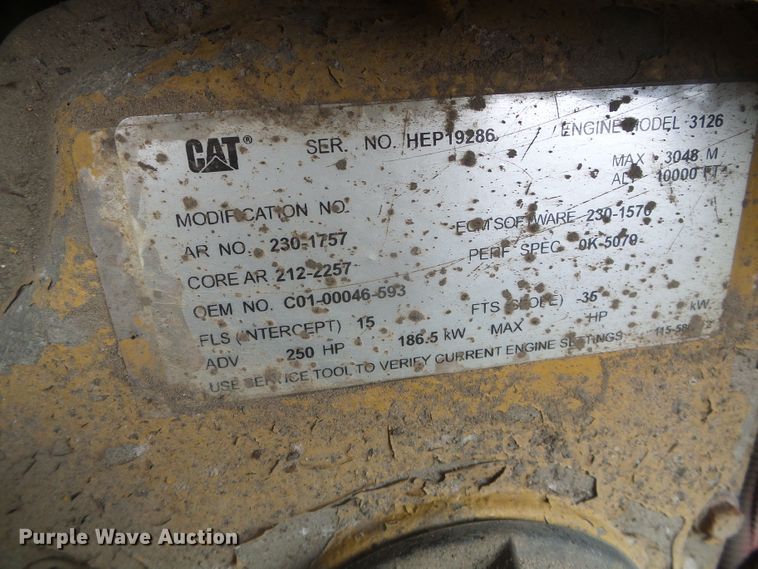 CAT® SER. NO. HEP19286 ENGINE MODEL 3126
MAX 3048 M
ALT 10000 FT
MODIFICATION NO.
AR NO. 230-1757 ECM SOFTWARE 230-1576
CORE AR 212-2257 PERF SPEC 0K-5079
OEM NO. C01-00046-593
FLS (INTERCEPT) 15 FTS (SLOPE) -35
ADV 250 HP 186.5 kW MAX HP kW
USE SERVICE TOOL TO VERIFY CURRENT ENGINE SETTINGS
Purple Wave Auction